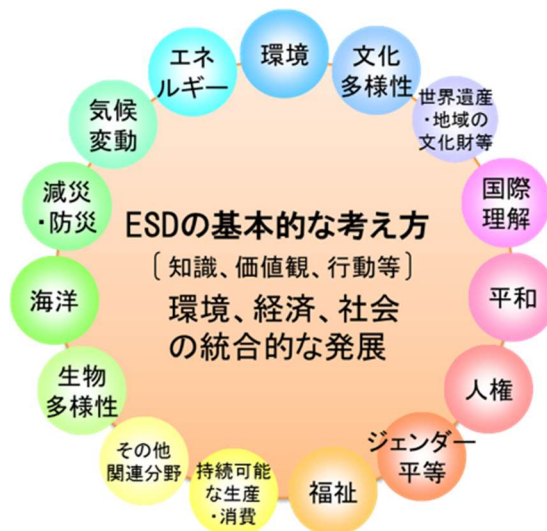 環境
文化
多様性
世界遺産
・地域の
文化財等
国際
理解
平和
人権
ジェンダー
平等
福祉
持続可能
な生産
・消費
その他
関連分野
生物
多様性
海洋
減災
・防災
気候
変動
エネ
ルギー
ESDの基本的な考え方
〔知識、価値観、行動等〕
環境、経済、社会
の統合的な発展